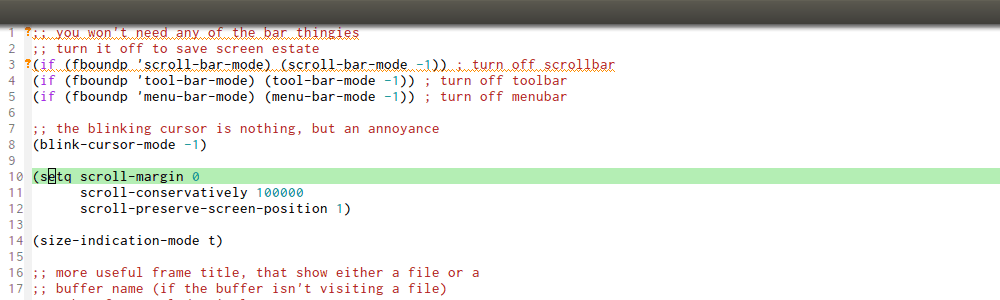 1 ?;; you won't need any of the bar thingies
2 ;; turn it off to save screen estate
3 ?(if (fboundp 'scroll-bar-mode) (scroll-bar-mode -1)) ; turn off scrollbar
4 (if (fboundp 'tool-bar-mode) (tool-bar-mode -1)) ; turn off toolbar
5 (if (fboundp 'menu-bar-mode) (menu-bar-mode -1)) ; turn off menubar
6
7 ;; the blinking cursor is nothing, but an annoyance
8 (blink-cursor-mode -1)
9
10 (setq scroll-margin 0
11 scroll-conservatively 100000
12 scroll-preserve-screen-position 1)
13
14 (size-indication-mode t)
15
16 ;; more useful frame title, that show either a file or a
17 ;; buffer name (if the buffer isn't visiting a file)